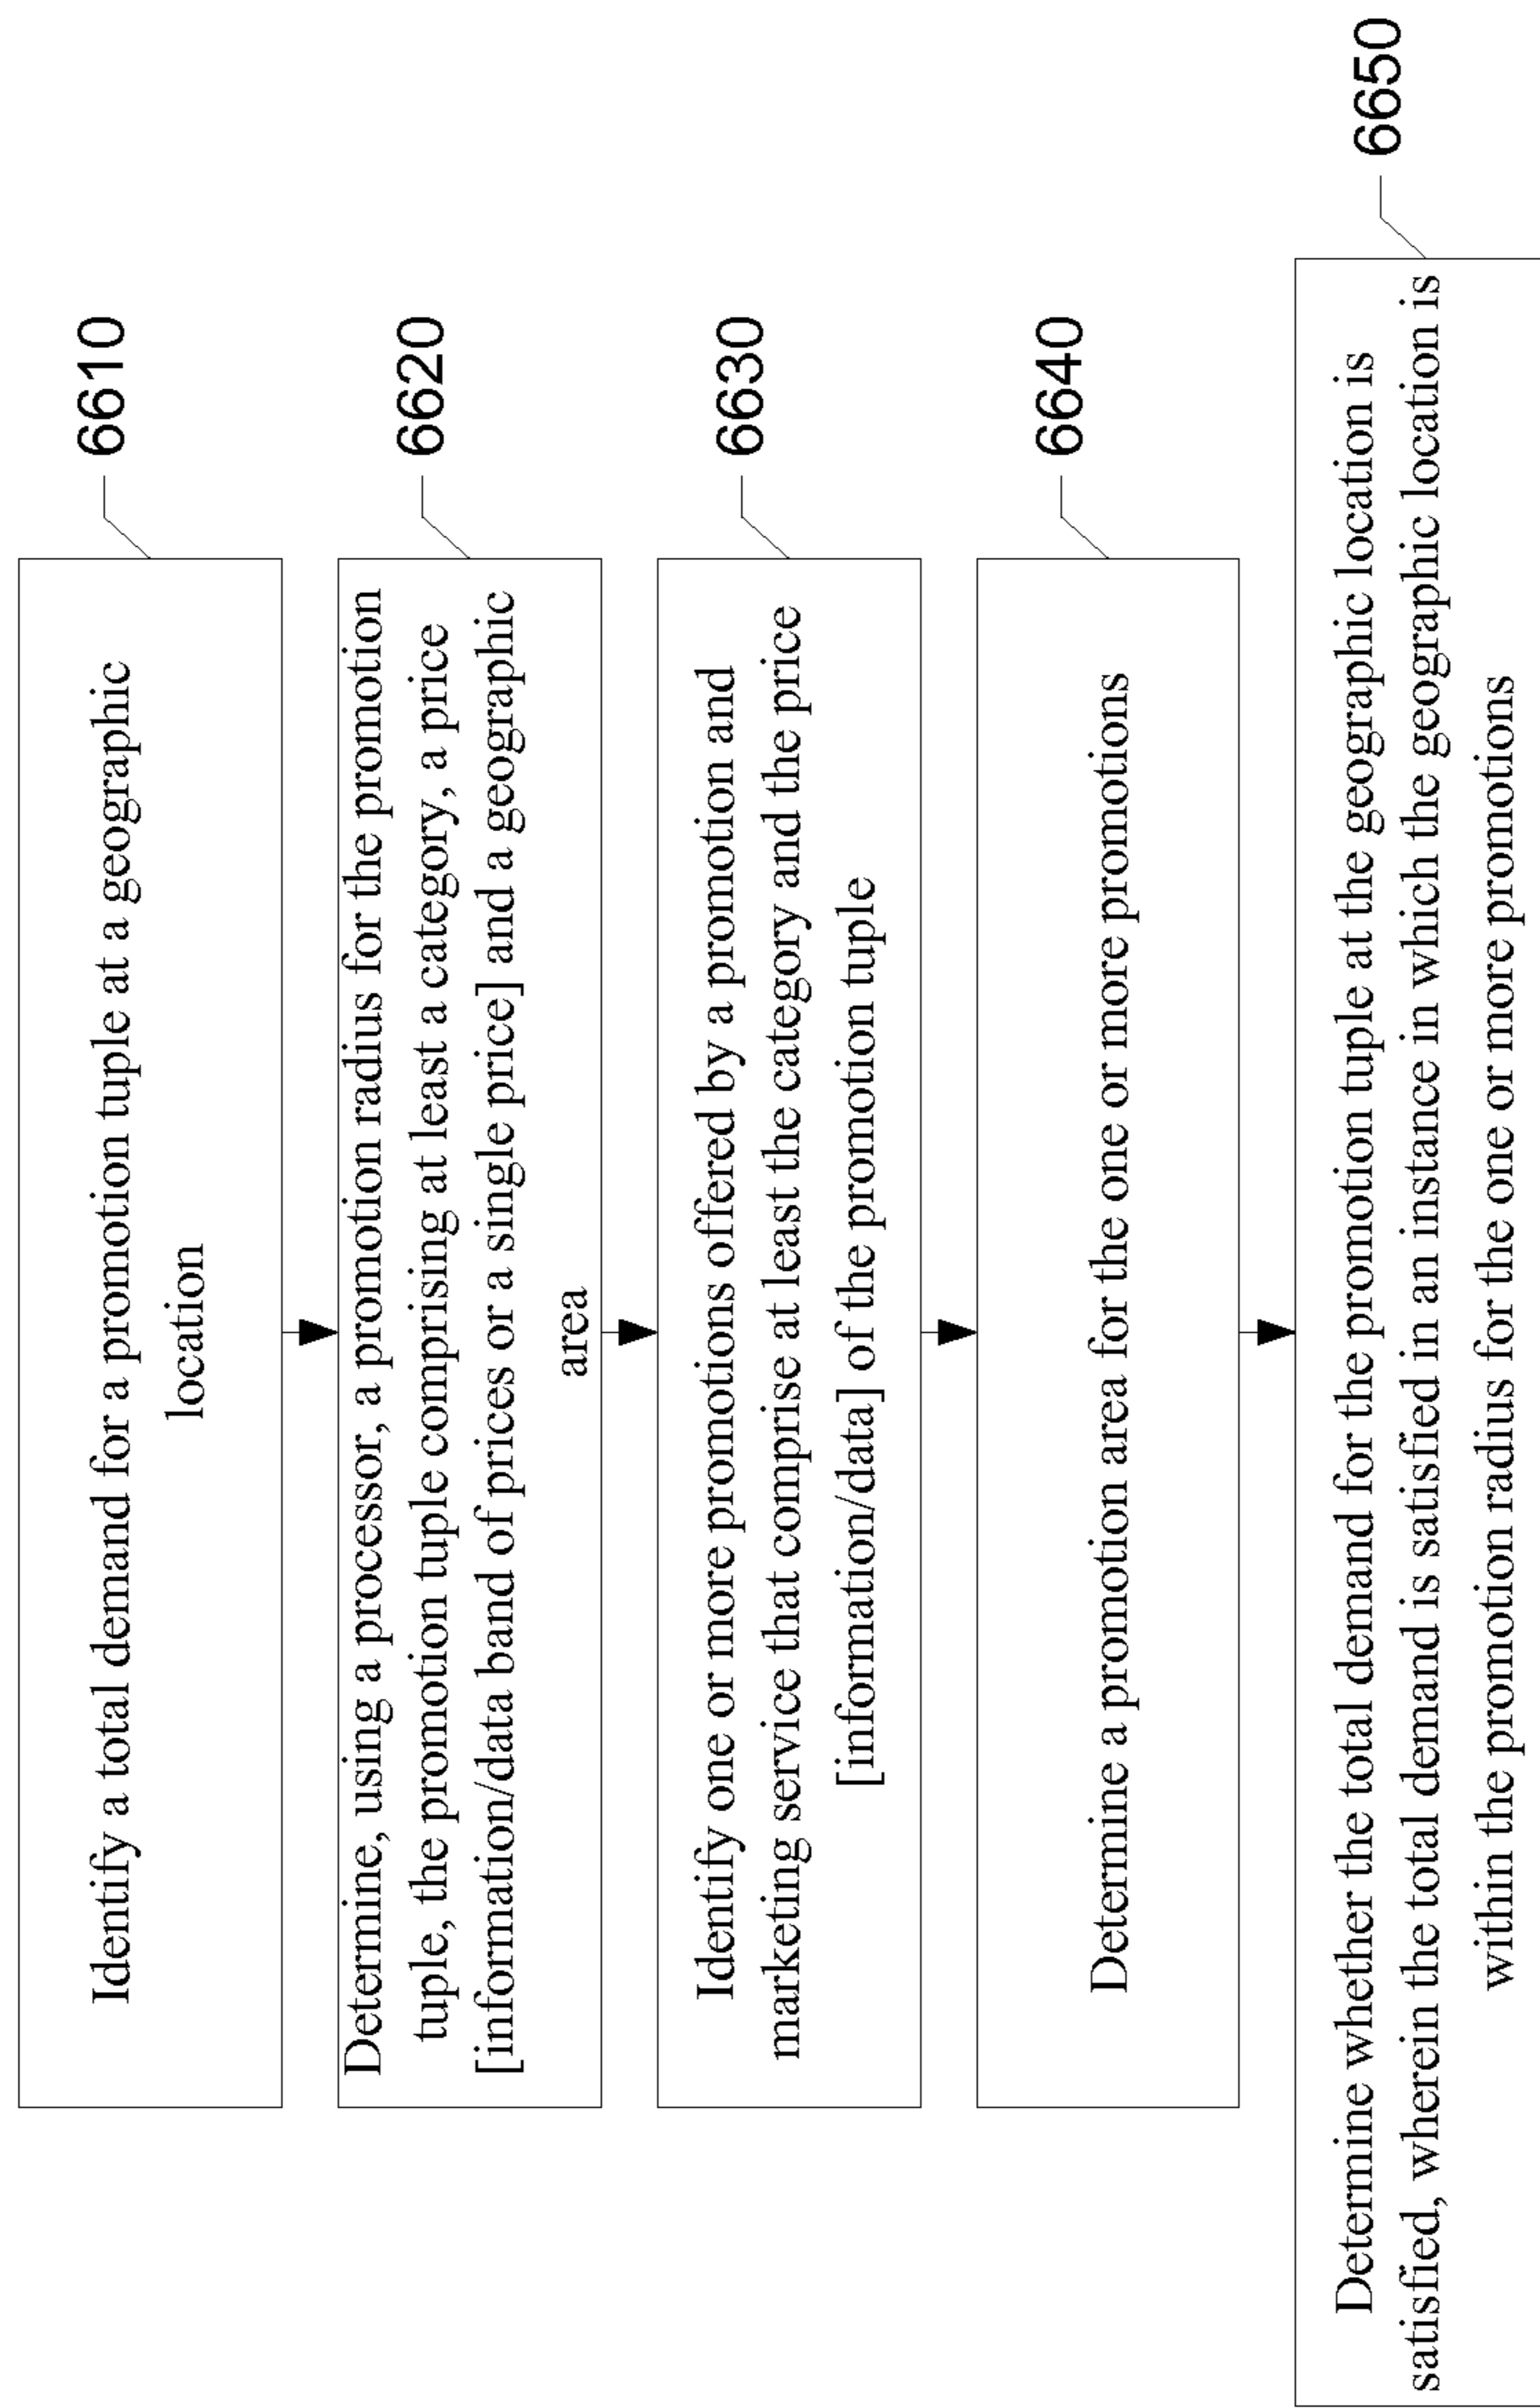 Identify a total demand for a promotion tuple at a geographic
location
6610
Determine, using a processor, a promotion radius for the promotion
tuple, the promotion tuple comprising at least a category, a price
[information/data band of prices or a single price] and a geographic
area
6620
Identify one or more promotions offered by a promotion and
marketing service that comprise at least the category and the price
[information/data] of the promotion tuple
6630
Determine a promotion area for the one or more promotions
6640
Determine whether the total demand for the promotion tuple at the geographic location is
satisfied, wherein the total demand is satisfied in an instance in which the geographic location is
within the promotion radius for the one or more promotions
6650